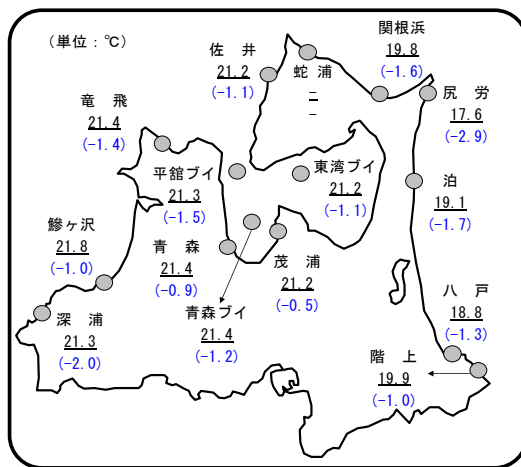 (単位：℃)
関根浜
19.8
(-1.6)
佐 井
21.2
(-1.1)
蛇 浦
－
－
尻 労
17.6
(-2.9)
竜 飛
21.4
(-1.4)
平舘ブイ
21.3
(-1.5)
東湾ブイ
21.2
(-1.1)
泊
19.1
(-1.7)
鰺ヶ沢
21.8
(-1.0)
青 森
21.4
(-0.9)
茂 浦
21.2
(-0.5)
青森ブイ
21.4
(-1.2)
深 浦
21.3
(-2.0)
八 戸
18.8
(-1.3)
階 上
19.9
(-1.0)